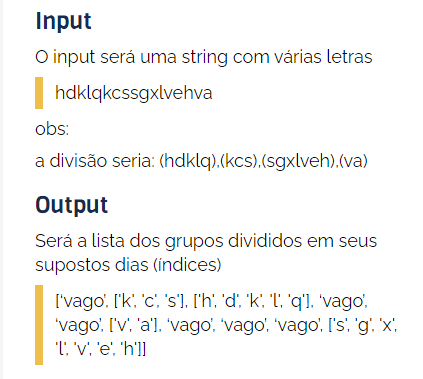 Input
O input será uma string com várias letras
hdklqkcssgxlvehva
obs:
a divisão seria: (hdklq),(kcs),(sgxlveh),(va)
Output
Será a lista dos grupos divididos em seus
supostos dias (índices)
['vago', ['k', 'c', 's'], ['h', 'd', 'k', 'l', 'q'], 'vago',
'vago', ['v', 'a'], 'vago', 'vago', 'vago', ['s', 'g', 'x',
'l', 'v', 'e', 'h']]